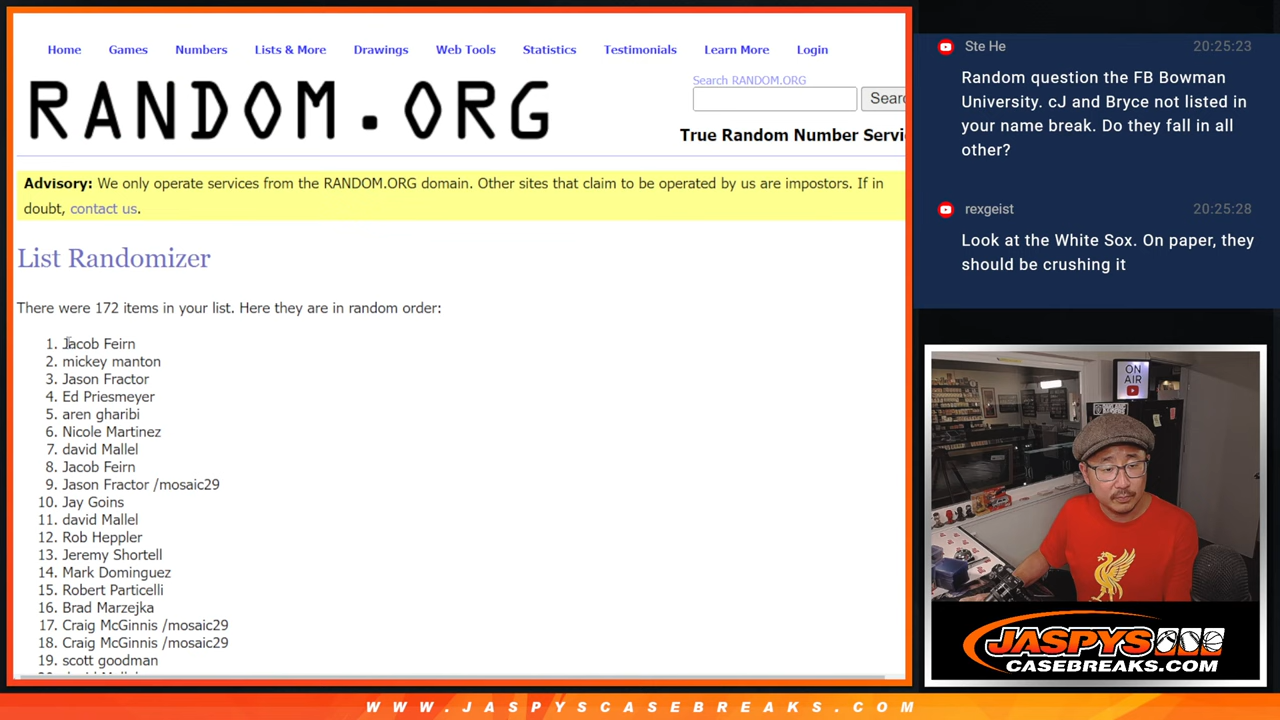 Home Games Numbers Lists & More Drawings Web Tools Statistics Testimonials Learn More Login
RANDOM.ORG
Search RANDOM.ORG
Sear
True Random Number Servi
Advisory: We only operate services from the RANDOM.ORG domain. Other sites that claim to be operated by us are impostors. If in
doubt, contact us.
List Randomizer
There were 172 items in your list. Here they are in random order:
1. Jacob Feirn
2. mickey manton
3. Jason Fractor
4. Ed Priesmeyer
5. aren gharibi
6. Nicole Martinez
7. david Mallel
8. Jacob Feirn
9. Jason Fractor /mosaic29
10. Jay Goins
11. david Mallel
12. Rob Heppler
13. Jeremy Shortell
14. Mark Dominguez
15. Robert Particelli
16. Brad Marzejka
17. Craig McGinnis /mosaic29
18. Craig McGinnis /mosaic29
19. scott goodman
Ste He 20:25:23
Random question the FB Bowman
University. cJ and Bryce not listed in
your name break. Do they fall in all
other?
rexgeist 20:25:28
Look at the White Sox. On paper, they
should be crushing it
ON
AIR
JASPYS
CASEBREAKS.COM
WWW.JASPYSCASEBREAKS.COM